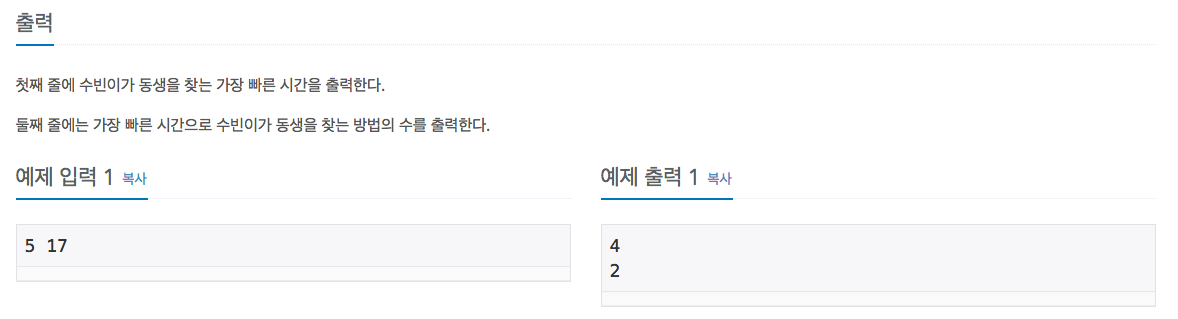 출력
첫째 줄에 수빈이가 동생을 찾는 가장 빠른 시간을 출력한다.
둘째 줄에는 가장 빠른 시간으로 수빈이가 동생을 찾는 방법의 수를 출력한다.
예제 입력 1 복사
5 17
예제 출력 1 복사
4
2